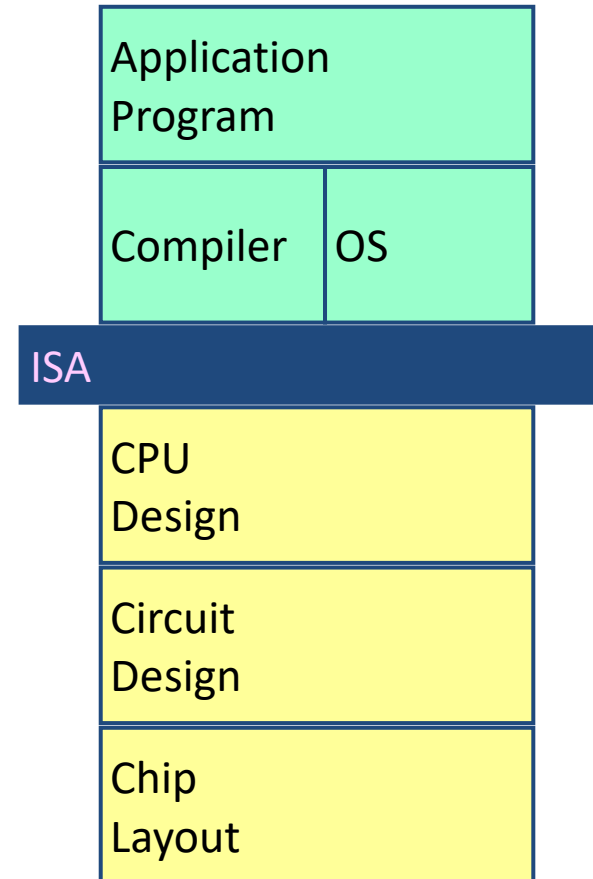 Application
Program
Compiler
OS
ISA
CPU
Design
Circuit
Design
Chip
Layout